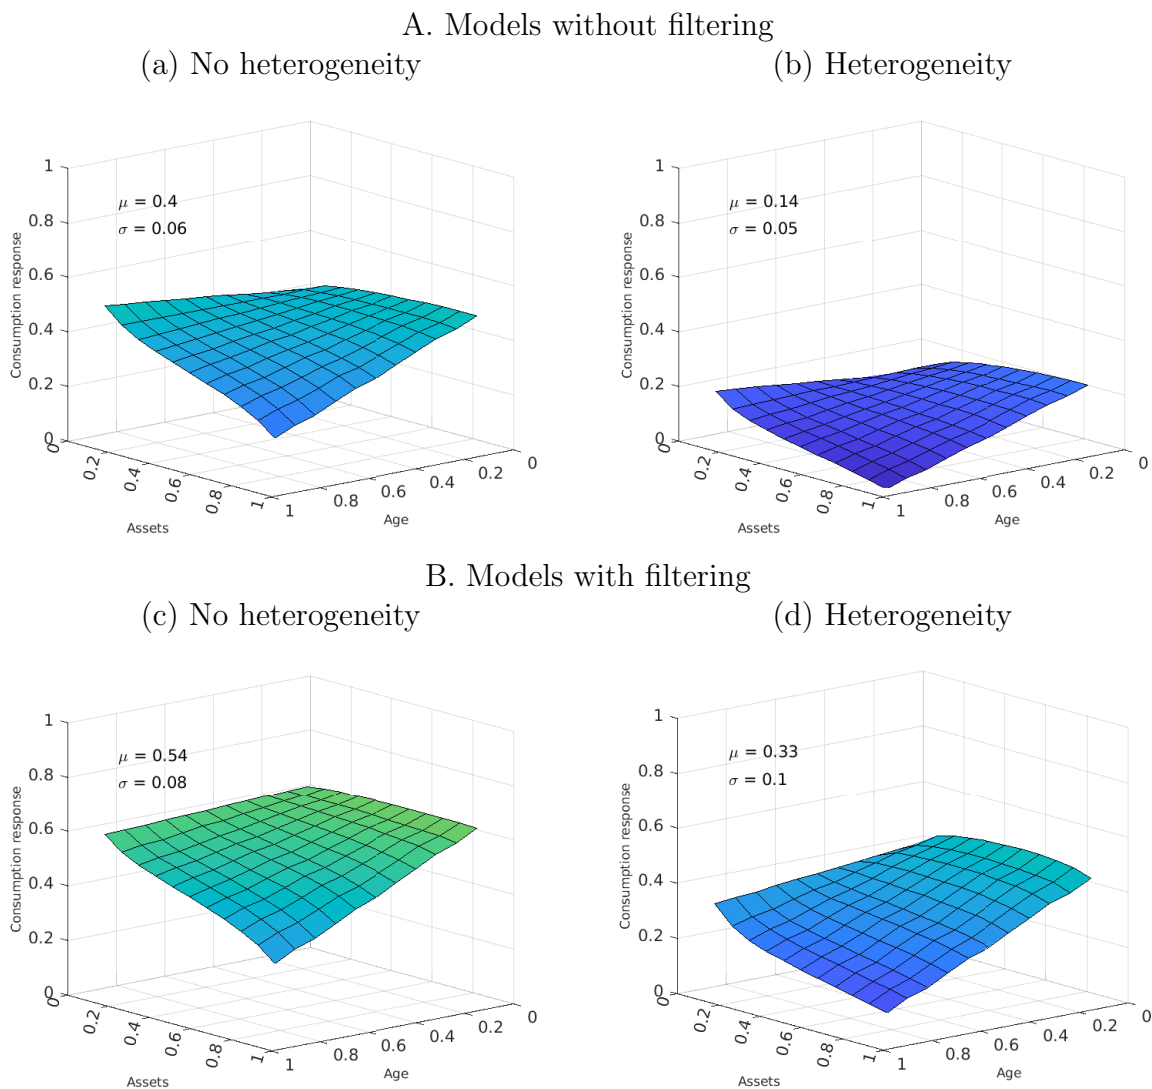 A. Models without filtering
(a) No heterogeneity
(b) Heterogeneity
1
0.8
0.6
0.4
0.2
0
Consumption response
μ = 0.4
σ = 0.06
0
0.2
0.4
0.6
0.8
1
Assets
1
0.8
0.6
0.4
0.2
0
Age
1
0.8
0.6
0.4
0.2
0
Consumption response
μ = 0.14
σ = 0.05
0
0.2
0.4
0.6
0.8
1
Assets
1
0.8
0.6
0.4
0.2
0
Age
B. Models with filtering
(c) No heterogeneity
(d) Heterogeneity
1
0.8
0.6
0.4
0.2
0
Consumption response
μ = 0.54
σ = 0.08
0
0.2
0.4
0.6
0.8
1
Assets
1
0.8
0.6
0.4
0.2
0
Age
1
0.8
0.6
0.4
0.2
0
Consumption response
μ = 0.33
σ = 0.1
0
0.2
0.4
0.6
0.8
1
Assets
1
0.8
0.6
0.4
0.2
0
Age